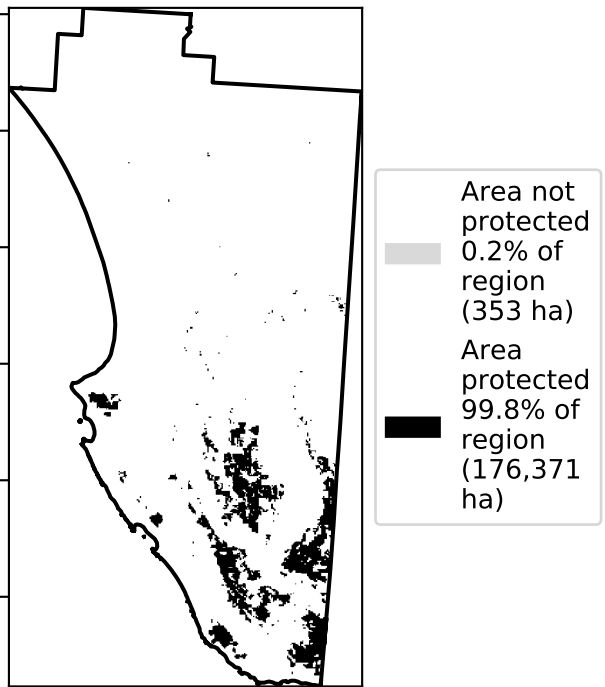 Area not
protected
0.2% of
region
(353 ha)
Area
protected
99.8% of
region
(176,371
ha)